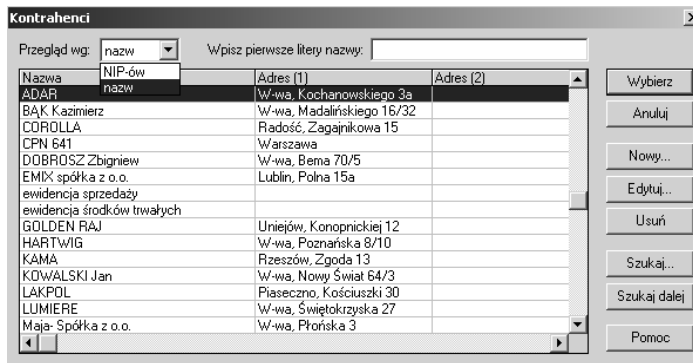 Kontrahenci
Przegląd wg: nazw Wpisz pierwsze litery nazwy:
NIP-ów
nazw
Nazwa Adres (1) Adres (2)
ADAR W-wa, Kochanowskiego 3a
BĄK Kazimierz W-wa, Madalińskiego 16/32
COROLLA Radość, Zagajnikowa 15
CPN 641 Warszawa
DOBROSZ Zbigniew W-wa, Bema 70/5
EMIX spółka z o.o. Lublin, Polna 15a
ewidencja sprzedaży
ewidencja środków trwałych
GOLDEN RAJ Uniejów, Konopnickiej 12
HARTWIG W-wa, Poznańska 8/10
KAMA Rzeszów, Zgoda 13
KOWALSKI Jan W-wa, Nowy Świat 64/3
LAKPOL Piaseczno, Kościuszki 30
LUMIERE W-wa, Świętokrzyska 27
Maja- Spółka z o.o. W-wa, Płońska 3
Wybierz
Anuluj
Nowy...
Edytuj...
Usuń
Szukaj...
Szukaj dalej
Pomoc